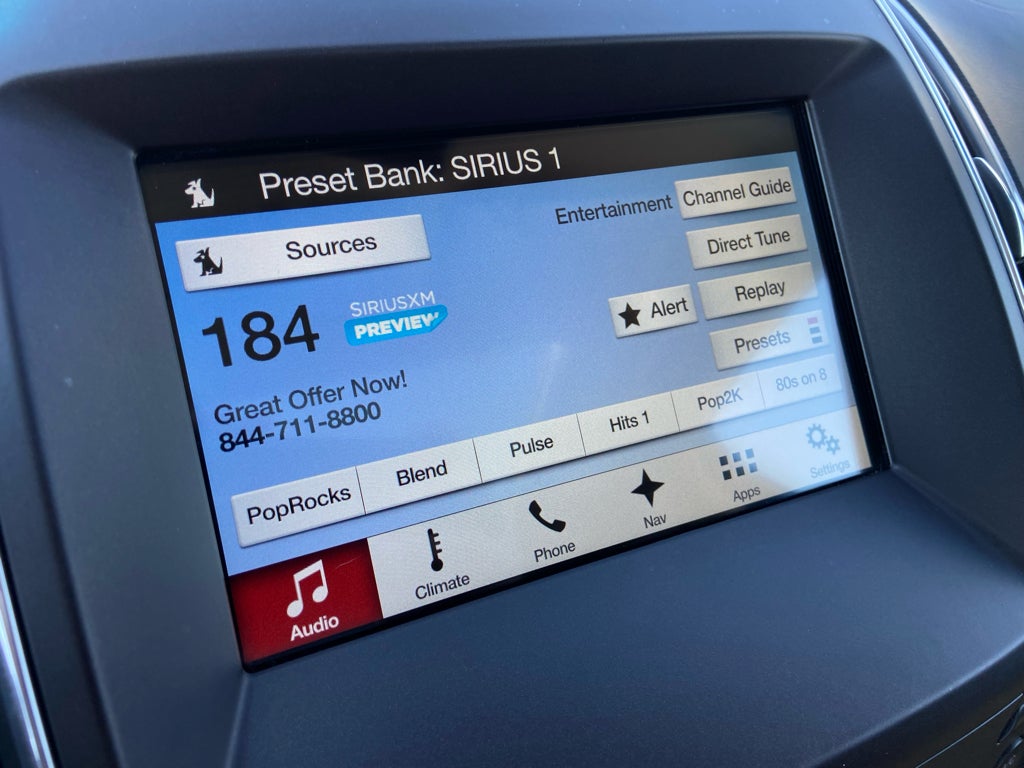 Preset Bank: SIRIUS 1
Sources
Entertainment
Channel Guide
Direct Tune
184
SIRIUSXM
PREVIEW
Alert
Replay
Presets
Great Offer Now!
844-711-8800
PopRocks
Blend
Pulse
Hits 1
Pop2K
80s on 8
Audio
Climate
Phone
Nav
Apps
Settings